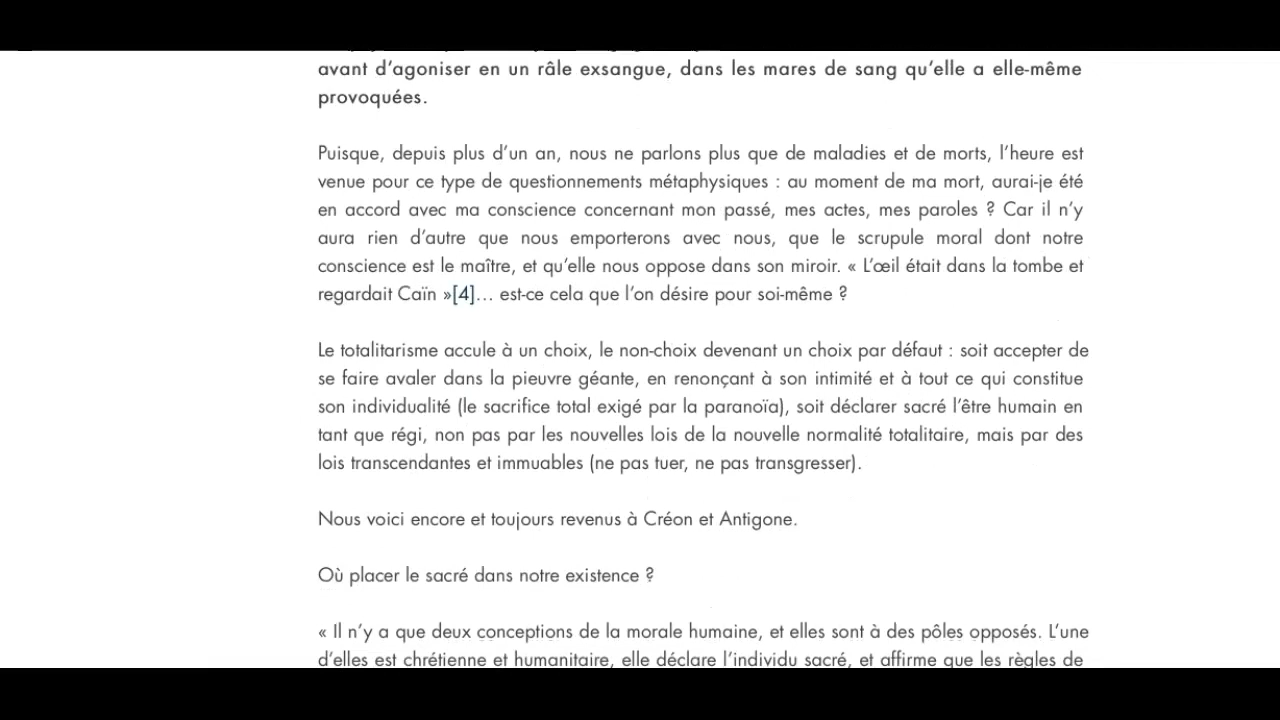 avant d’agoniser en un râle exsangue, dans les mares de sang qu’elle a elle-même
provoquées.
Puisque, depuis plus d’un an, nous ne parlons plus que de maladies et de morts, l’heure est
venue pour ce type de questionnements métaphysiques : au moment de ma mort, aurai-je été
en accord avec ma conscience concernant mon passé, mes actes, mes paroles ? Car il n’y
aura rien d’autre que nous emporterons avec nous, que le scrupule moral dont notre
conscience est le maître, et qu’elle nous oppose dans son miroir. « L’œil était dans la tombe et
regardait Caïn »[4]… est-ce cela que l’on désire pour soi-même ?
Le totalitarisme accule à un choix, le non-choix devenant un choix par défaut : soit accepter de
se faire avaler dans la pieuvre géante, en renonçant à son intimité et à tout ce qui constitue
son individualité (le sacrifice total exigé par la paranoïa), soit déclarer sacré l’être humain en
tant que régi, non pas par les nouvelles lois de la nouvelle normalité totalitaire, mais par des
lois transcendantes et immuables (ne pas tuer, ne pas transgresser).
Nous voici encore et toujours revenus à Créon et Antigone.
Où placer le sacré dans notre existence ?
« Il n’y a que deux conceptions de la morale humaine, et elles sont à des pôles opposés. L’une
d’elles est chrétienne et humanitaire, elle déclare l’individu sacré, et affirme que les règles de